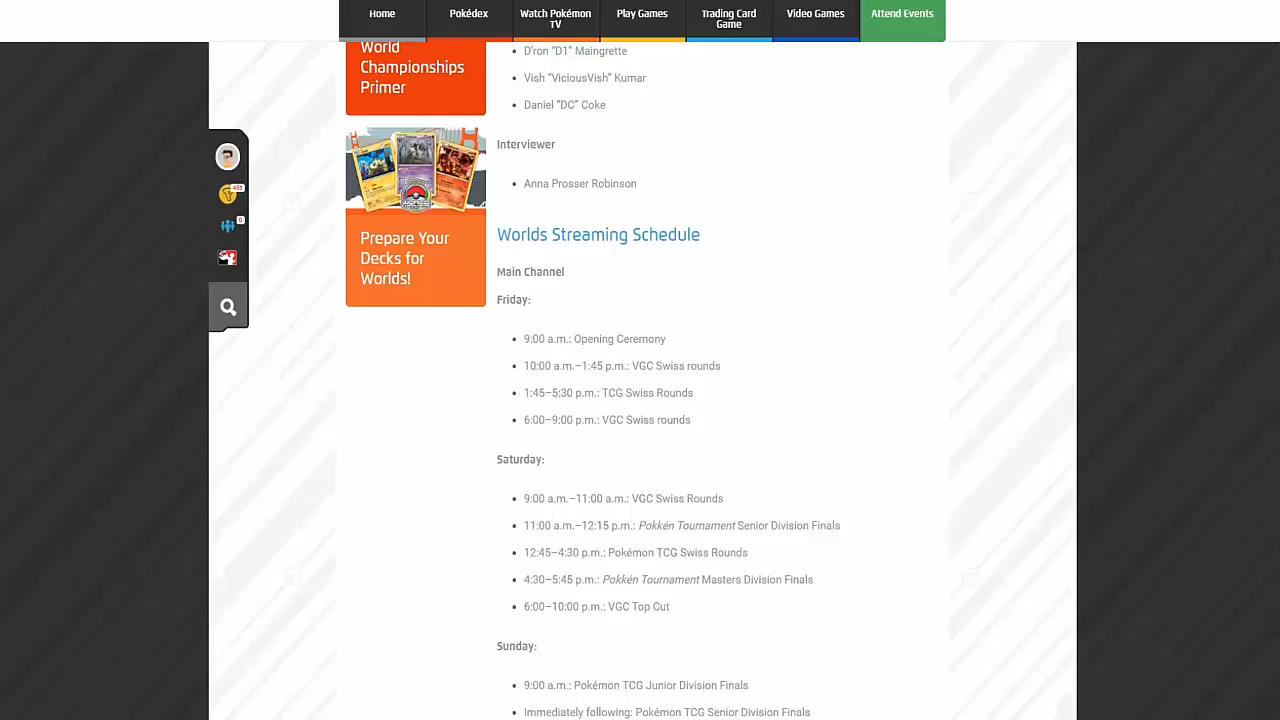 Home
Pokédex
Watch Pokémon
TV
Play Games
Trading Card
Game
Video Games
Attend Events
World
Championships
Primer
Prepare Your
Decks for
Worlds!
D'ron “D1” Maingrette
Vish “ViciousVish” Kumar
Daniel “DC” Coke
Interviewer
Anna Prosser Robinson
Worlds Streaming Schedule
Main Channel
Friday:
9:00 a.m.: Opening Ceremony
10:00 a.m.–1:45 p.m.: VGC Swiss rounds
1:45–5:30 p.m.: TCG Swiss Rounds
6:00–9:00 p.m.: VGC Swiss rounds
Saturday:
9:00 a.m.–11:00 a.m.: VGC Swiss Rounds
11:00 a.m.–12:15 p.m.: Pokkén Tournament Senior Division Finals
12:45–4:30 p.m.: Pokémon TCG Swiss Rounds
4:30–5:45 p.m.: Pokkén Tournament Masters Division Finals
6:00–10:00 p.m.: VGC Top Cut
Sunday:
9:00 a.m.: Pokémon TCG Junior Division Finals
Immediately following: Pokémon TCG Senior Division Finals